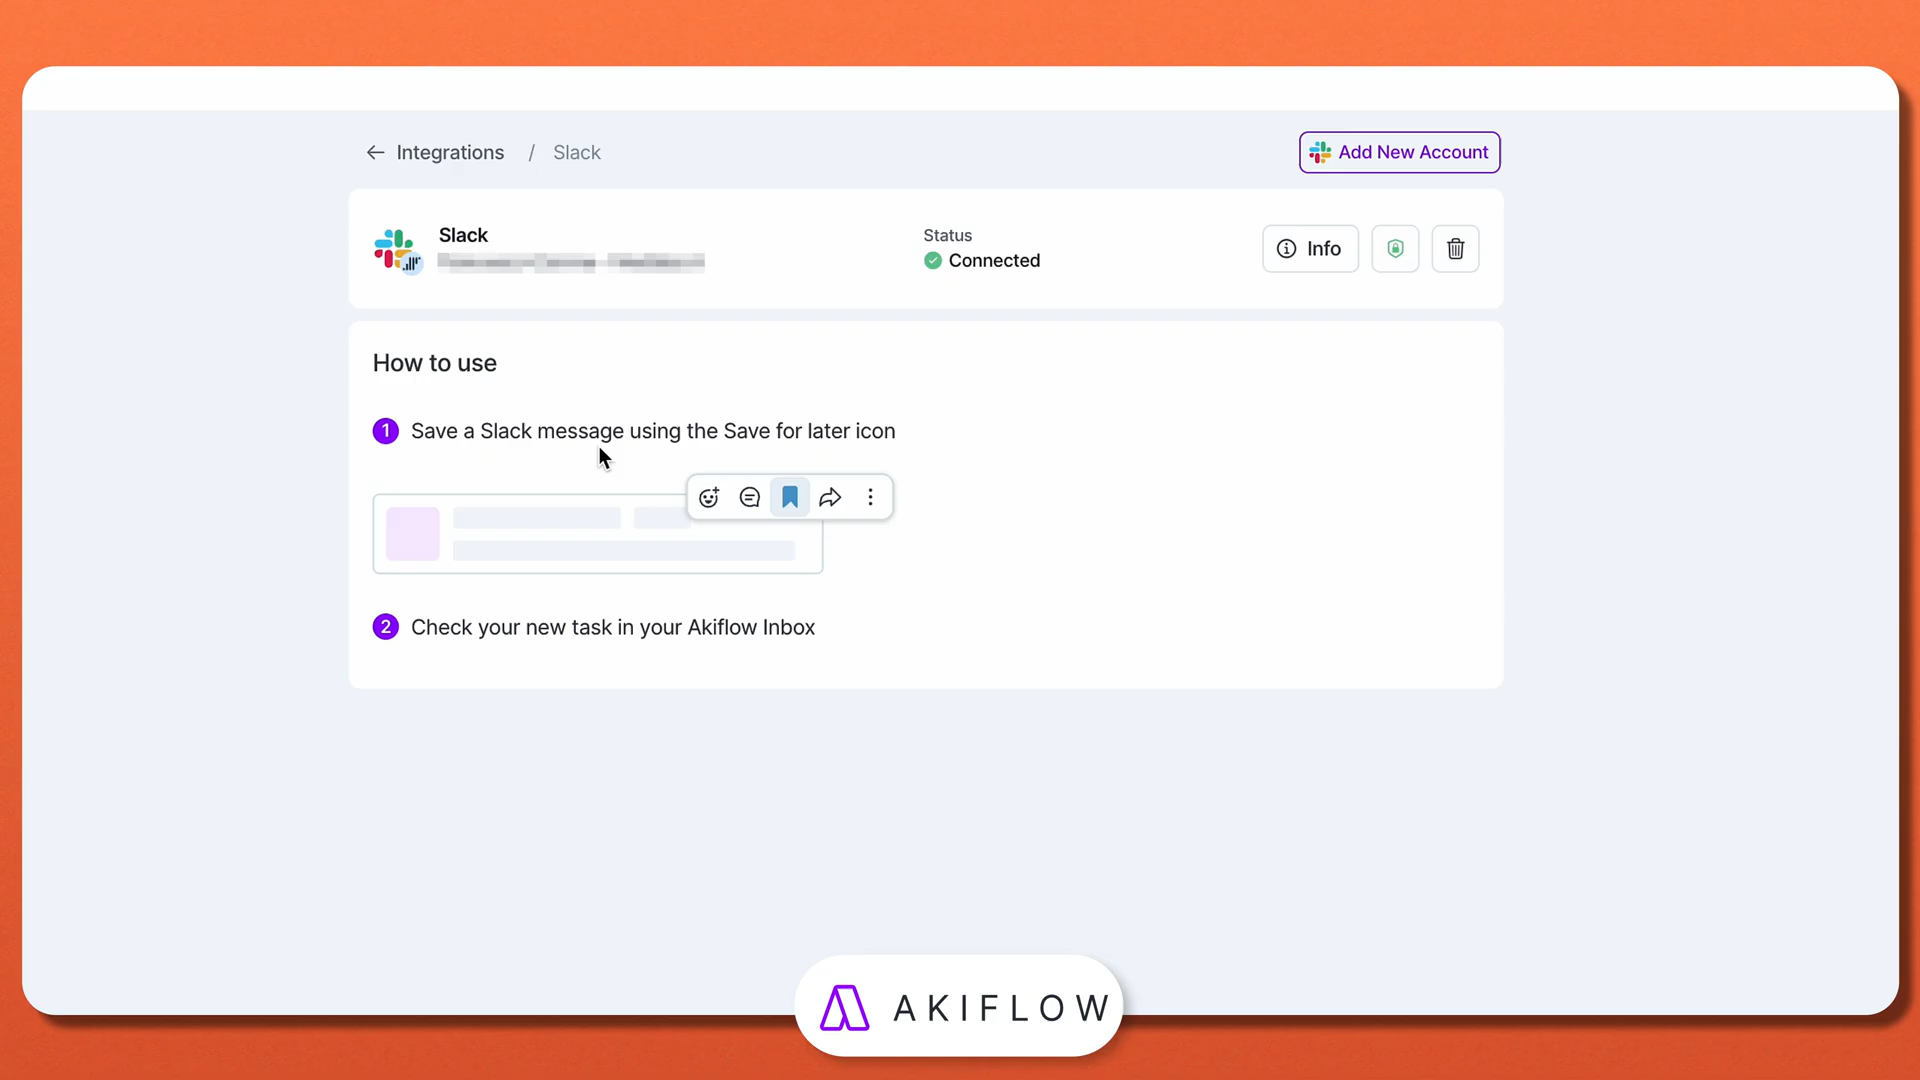 Integrations / Slack
Add New Account
Slack
Status
Connected
Info
How to use
1 Save a Slack message using the Save for later icon
2 Check your new task in your Akiflow Inbox
AKIFLOW